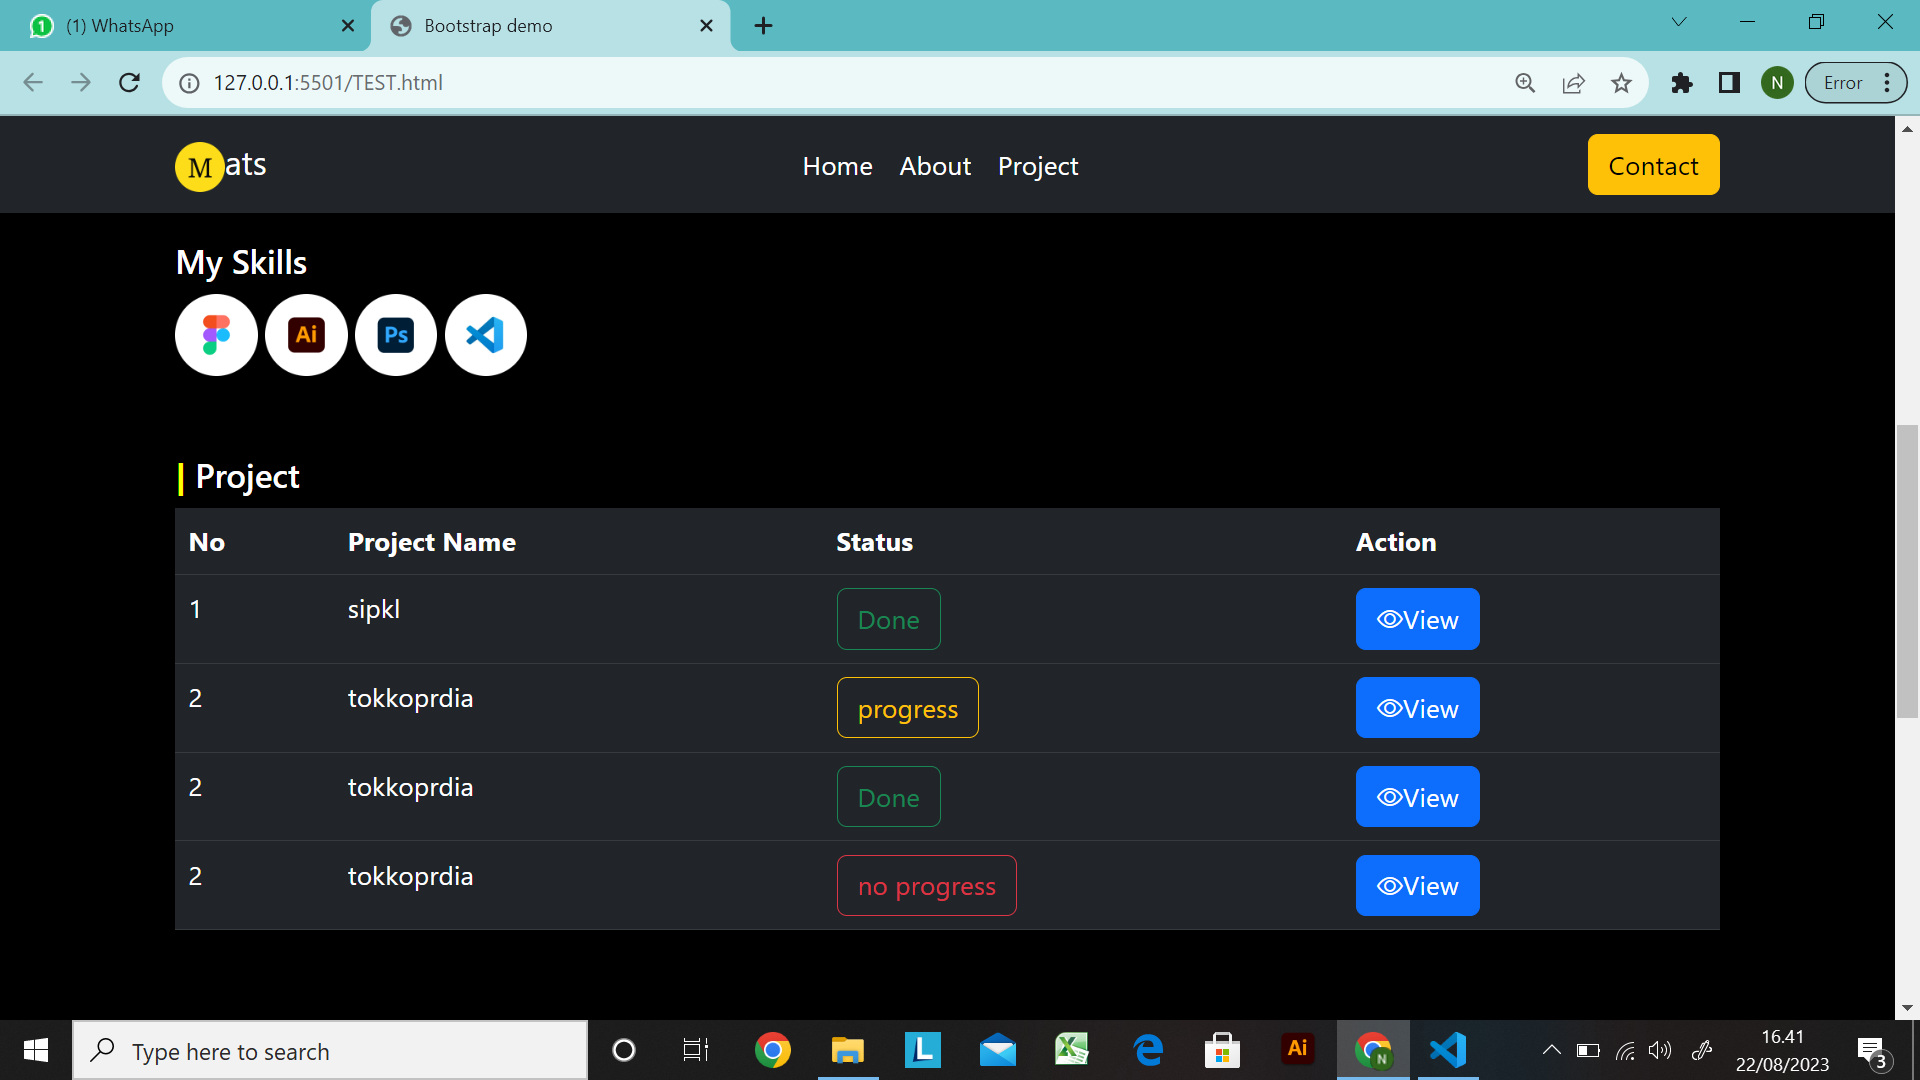 (1) WhatsApp
Bootstrap demo
127.0.0.1:5501/TEST.html
N
Error
Mats
Home About Project
Contact
My Skills
Ai Ps
| Project
No Project Name Status Action
1 sipkl Done View
2 tokkoprdia progress View
2 tokkoprdia Done View
2 tokkoprdia no progress View
Type here to search
L
Ai
N
16.41
22/08/2023
3